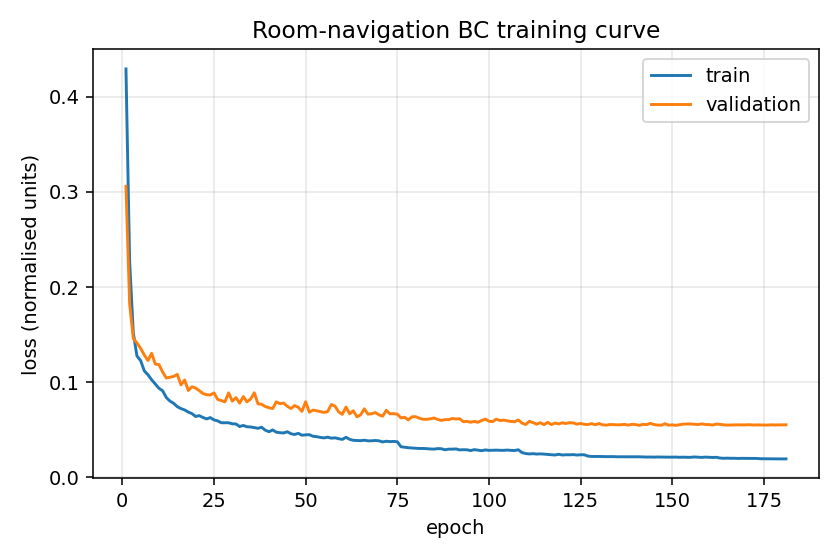 Room-navigation BC training curve
train
validation
loss (normalised units)
0.4
0.3
0.2
0.1
0.0
0 25 50 75 100 125 150 175
epoch